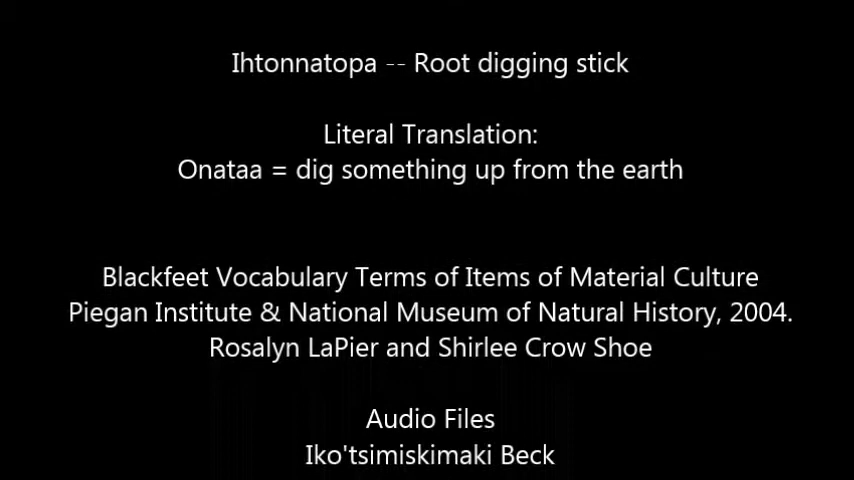 Ihtonnatopa -- Root digging stick
Literal Translation:
Onataa = dig something up from the earth
Blackfeet Vocabulary Terms of Items of Material Culture
Piegan Institute & National Museum of Natural History, 2004.
Rosalyn LaPier and Shirlee Crow Shoe
Audio Files
Iko'tsimiskimaki Beck